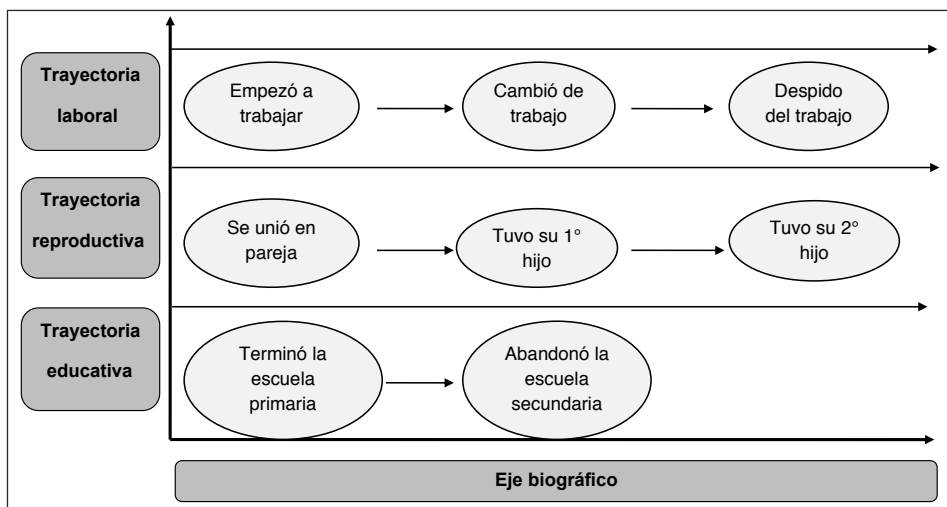 Trayectoria
laboral
Empezó a
trabajar
Cambió de
trabajo
Despido
del trabajo
Trayectoria
reproductiva
Se unió en
pareja
Tuvo su 1°
hijo
Tuvo su 2°
hijo
Trayectoria
educativa
Terminó la
escuela
primaria
Abandonó la
escuela
secundaria
Eje biográfico